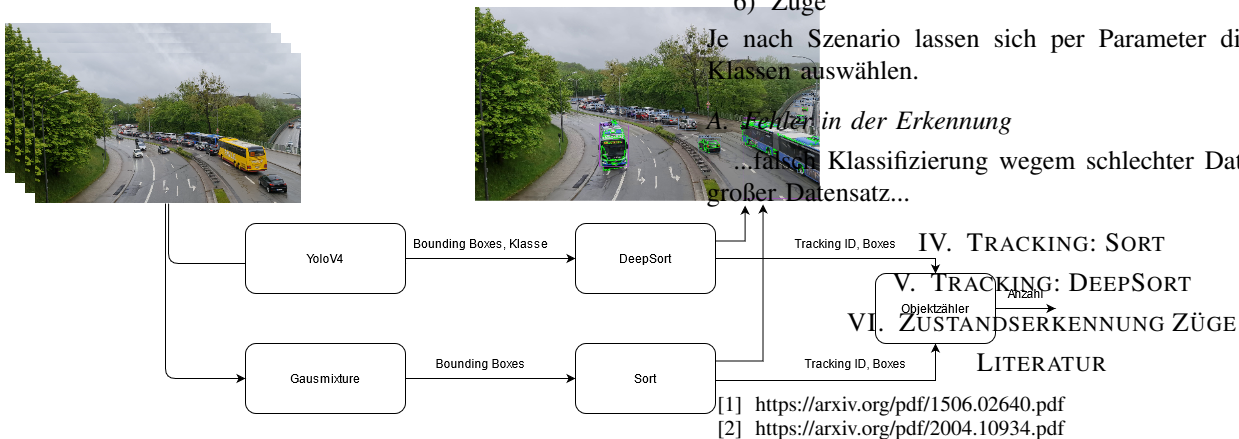 6) Züge
Je nach Szenario lassen sich per Parameter di
Klassen auswählen.
A. Fehler in der Erkennung
...falsch Klassifizierung wegem schlechter Dat
großer Datensatz...
YoloV4
Bounding Boxes, Klasse
DeepSort
Tracking ID, Boxes
IV. Tracking: Sort
V. Tracking: DeepSort
Anzahl
Objektzähler
VI. Zustandserkennung Züge
Gausmixture
Bounding Boxes
Sort
Tracking ID, Boxes
Literatur
[1] https://arxiv.org/pdf/1506.02640.pdf
[2] https://arxiv.org/pdf/2004.10934.pdf